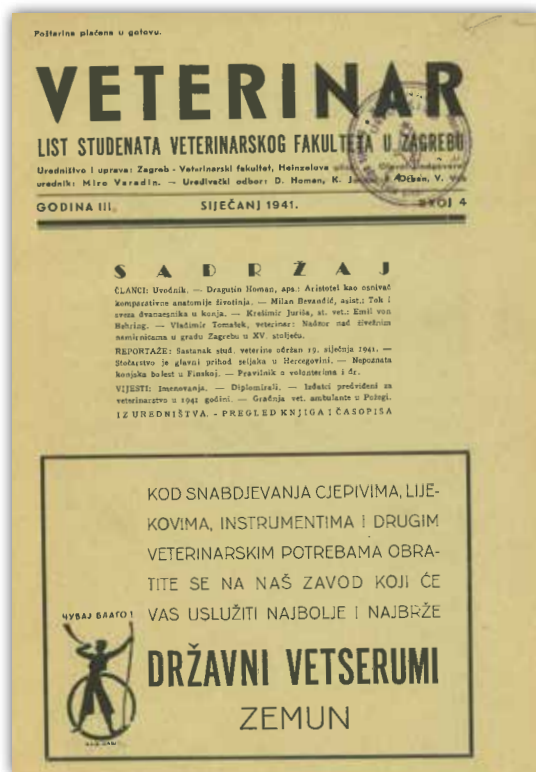 Poštarina plaćena u gotovu.
VETERINAR
LIST STUDENATA VETERINARSKOG FAKULTETA U ZAGREBU
Uredništvo i uprava: Zagreb - Veterinarski fakultet, Heinzelova
urednik: Miro Varadin. — Uređivački odbor: D. Homan, K.
GODINA III. SIJEČANJ 1941. BROJ 4
SADRŽAJ
ČLANCI: Uvodnik. — Dragutin Homan, aps.: Aristotel kao osnivač
komparativne anatomije životinja. — Milan Brvandić, asist.: Tok i
sveza dvanaesnika u konja. — Krešimir Juriša, st. vet.: Emil von
Behring. — Vladimir Tomašek, veterinar: Nadzor nad živežnim
namirnicama u gradu Zagrebu u XV. stoljeću.
REPORTAŽE: Sastanak stud. veterine održan 19. siječnja 1941. —
Stočarstvo je glavni prihod seljaka u Hercegovini. — Nepoznata
konjska bolest u Finskoj. — Pravilnik o volonterima i dr.
VIJESTI: Imenovanja. — Diplomirali. — Izdatci predviđeni za
veterinarstvo u 1941 godini. — Gradnja vet. ambulante u Požegi.
IZ UREDNIŠTVA. - PREGLED KNJIGA I ČASOPISA
KOD SNABDJEVANJA CJEPIVIMA, LIJE-
KOVIMA, INSTRUMENTIMA I DRUGIM
VETERINARSKIM POTREBAMA OBRA-
TITE SE NA NAŠ ZAVOD KOJI ĆE
VAS USLUŽITI NAJBOLJE I NAJBRŽE
ЧУВАЈ БЛАГО!
DRŽAVNI VETSERUMI
ZEMUN